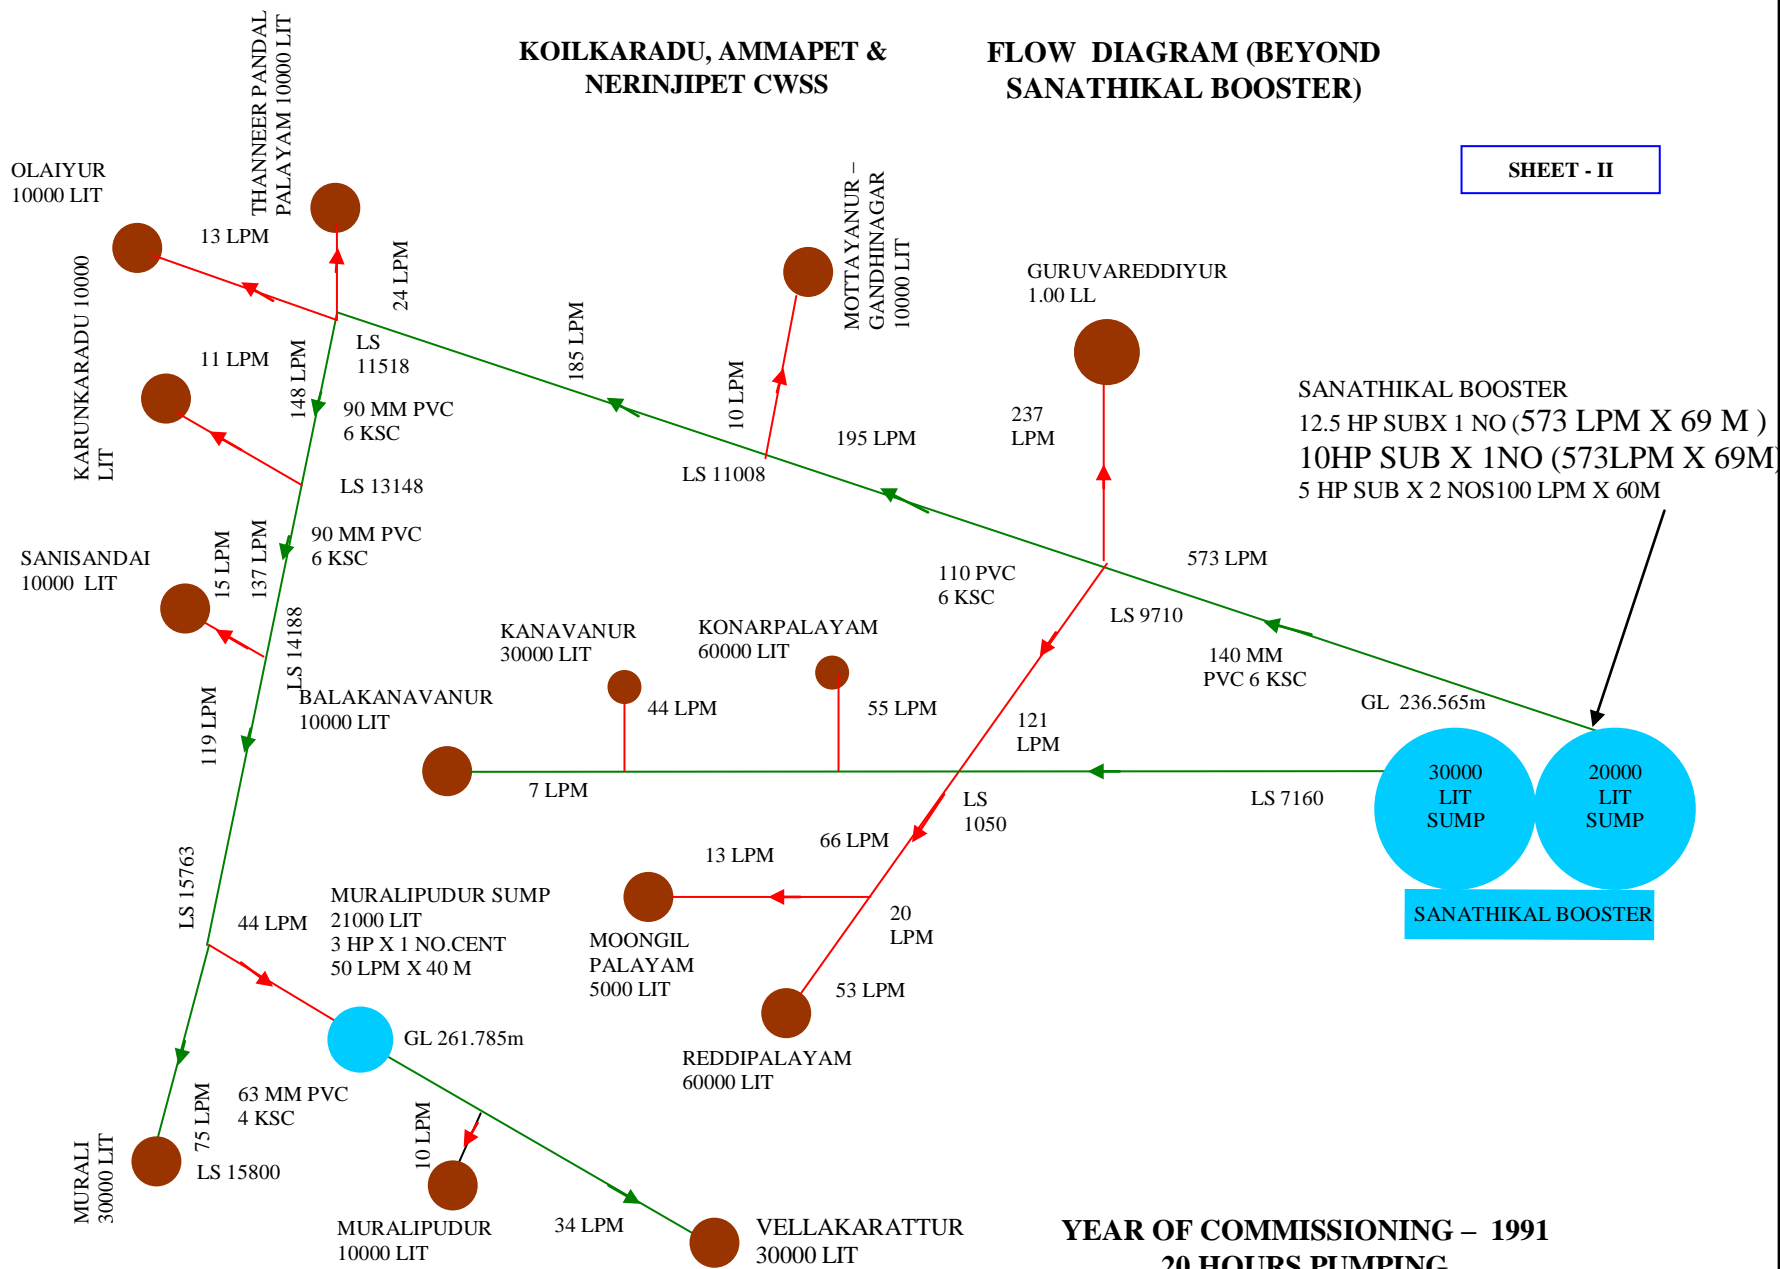 KOILKARADU, AMMAPET &
NERINJIPET CWSS
FLOW DIAGRAM (BEYOND
SANATHIKAL BOOSTER)
SHEET - II
OLAIYUR
10000 LIT
THANNEER PANDAL
PALAYAM 10000 LIT
13 LPM
24 LPM
KARUNKARADU 10000
LIT
11 LPM
148 LPM
LS
11518
90 MM PVC
6 KSC
185 LPM
MOTTAYANUR –
GANDHINAGAR
10000 LIT
10 LPM
LS 11008
195 LPM
GURUVAREDDIYUR
1.00 LL
237
LPM
SANATHIKAL BOOSTER
12.5 HP SUBX 1 NO (573 LPM X 69 M )
10HP SUB X 1NO (573LPM X 69M)
5 HP SUB X 2 NOS100 LPM X 60M
LS 13148
90 MM PVC
6 KSC
SANISANDAI
10000 LIT
15 LPM
137 LPM
LS 14188
110 PVC
6 KSC
573 LPM
LS 9710
140 MM
PVC 6 KSC
GL 236.565m
KANAVANUR
30000 LIT
KONARPALAYAM
60000 LIT
BALAKANAVANUR
10000 LIT
44 LPM
55 LPM
121
LPM
119 LPM
7 LPM
LS
1050
LS 7160
30000
LIT
SUMP
20000
LIT
SUMP
SANATHIKAL BOOSTER
66 LPM
13 LPM
20
LPM
MOONGIL
PALAYAM
5000 LIT
53 LPM
REDDIPALAYAM
60000 LIT
LS 15763
44 LPM
MURALIPUDUR SUMP
21000 LIT
3 HP X 1 NO.CENT
50 LPM X 40 M
GL 261.785m
63 MM PVC
4 KSC
75 LPM
MURALI
30000 LIT
LS 15800
10 LPM
MURALIPUDUR
10000 LIT
34 LPM
VELLAKARATTUR
30000 LIT
YEAR OF COMMISSIONING – 1991
20 HOURS PUMPING